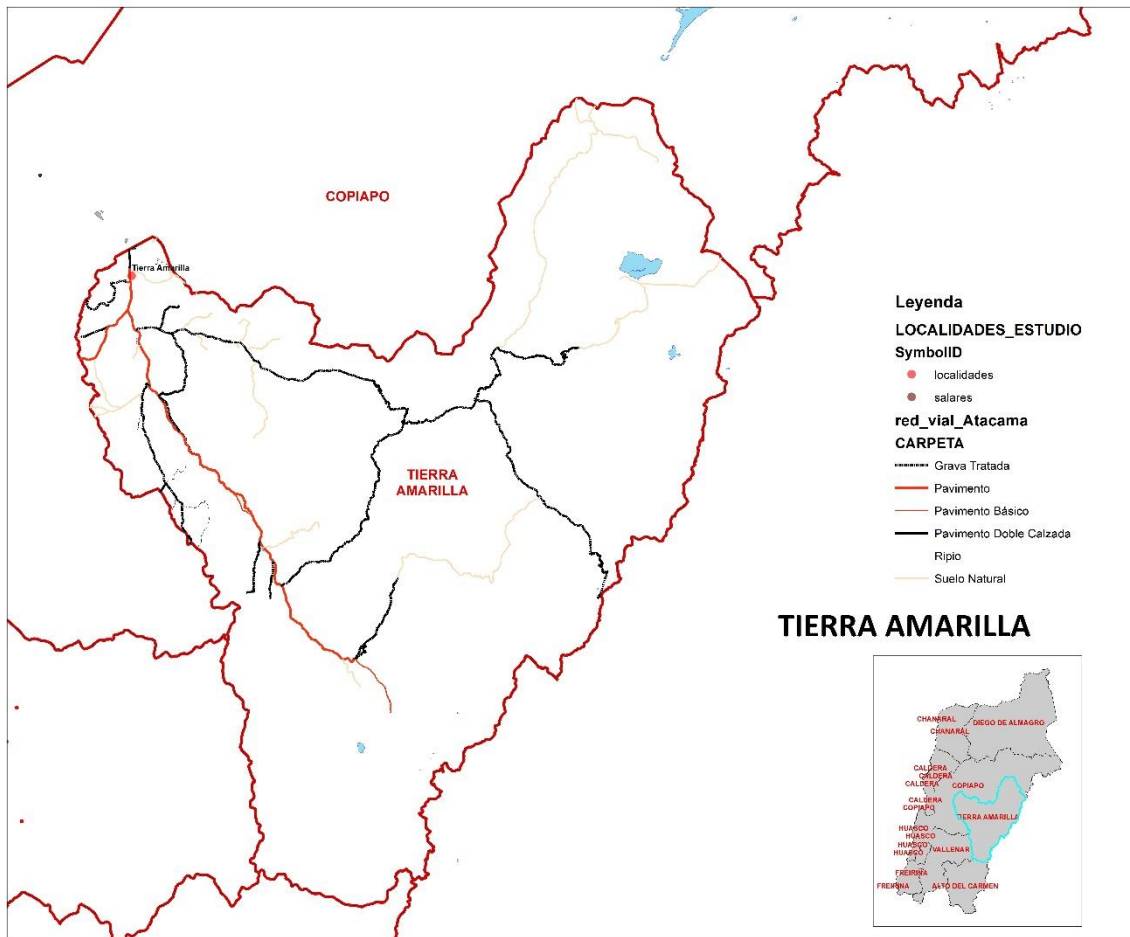 COPIAPO
Tierra Amarilla
TIERRA
AMARILLA
Leyenda
LOCALIDADES_ESTUDIO
SymbolID
localidades
salares
red_vial_Atacama
CARPETA
Grava Tratada
Pavimento
Pavimento Básico
Pavimento Doble Calzada
Ripio
Suelo Natural
TIERRA AMARILLA
CHANARAL
CHANARAL
DIEGO DE ALMAGRO
CALDERA
CALDERA
CALDERA
COPIAPO
CALDERA
COPIAPO
TIERRA AMARILLA
HUASCO
HUASCO
HUASCO
HUASCO
VALLENAR
FREIRINA
FREIRINA
ALTO DEL CARMEN